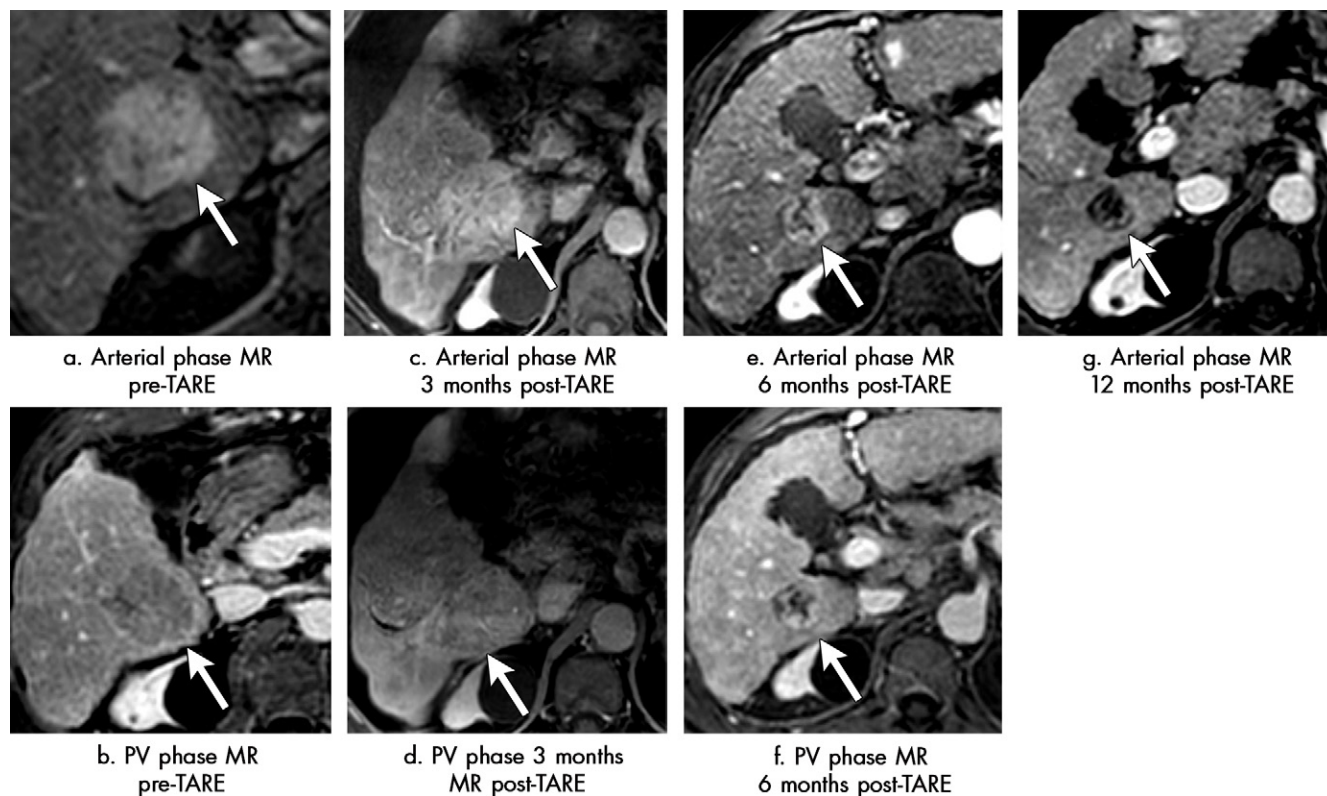 a. Arterial phase MR
pre-TARE
c. Arterial phase MR
3 months post-TARE
e. Arterial phase MR
6 months post-TARE
g. Arterial phase MR
12 months post-TARE
b. PV phase MR
pre-TARE
d. PV phase 3 months
MR post-TARE
f. PV phase MR
6 months post-TARE